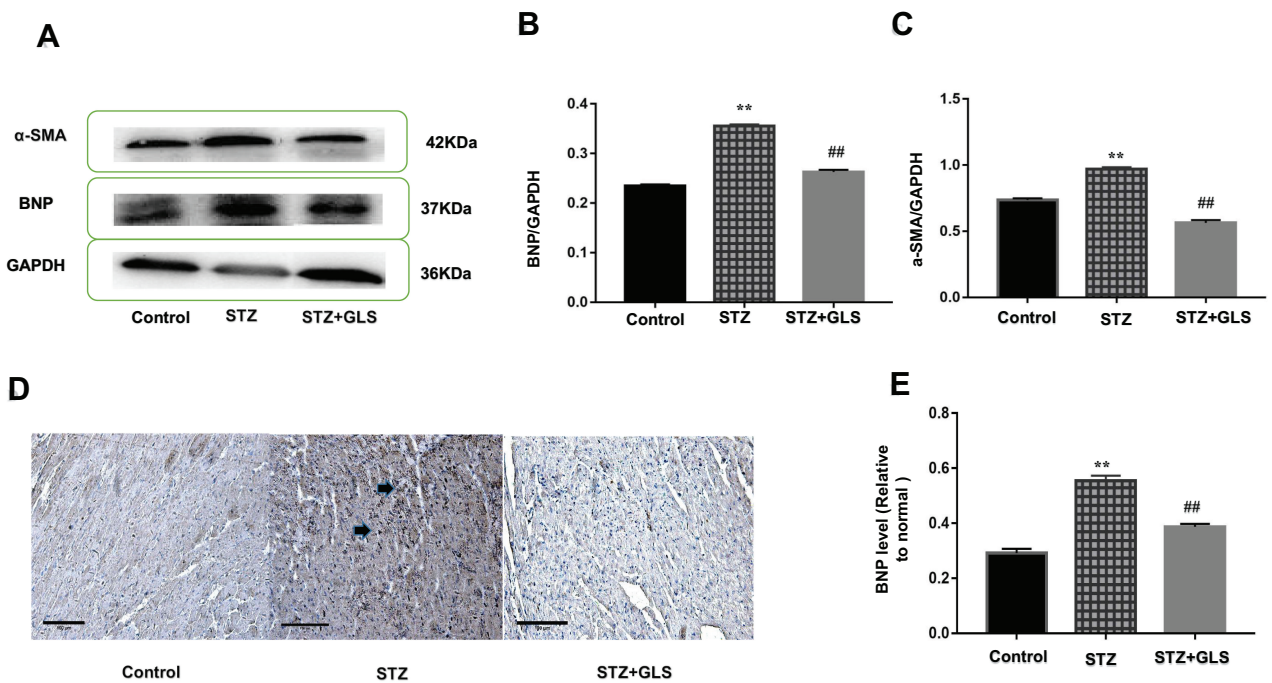 A
α-SMA
42KDa
BNP
37KDa
GAPDH
36KDa
Control STZ STZ+GLS
B
BNP/GAPDH
0.4
0.3
0.2
0.1
0.0
**
##
Control STZ STZ+GLS
C
a-SMA/GAPDH
1.5
1.0
0.5
0.0
**
##
Control STZ STZ+GLS
D
100 µm
Control STZ STZ+GLS
E
BNP level (Relative
to normal )
0.8
0.6
0.4
0.2
0.0
**
##
Control STZ STZ+GLS